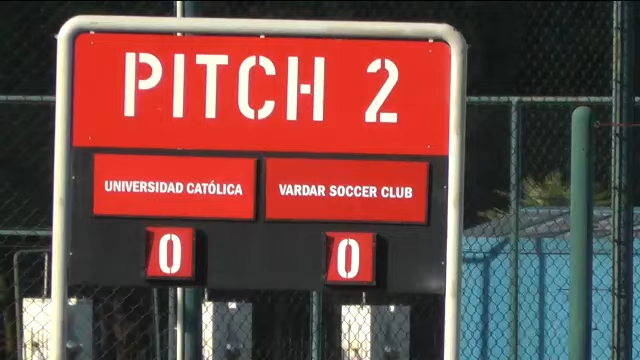 PITCH 2
UNIVERSIDAD CATÓLICA
VARDAR SOCCER CLUB
0
0